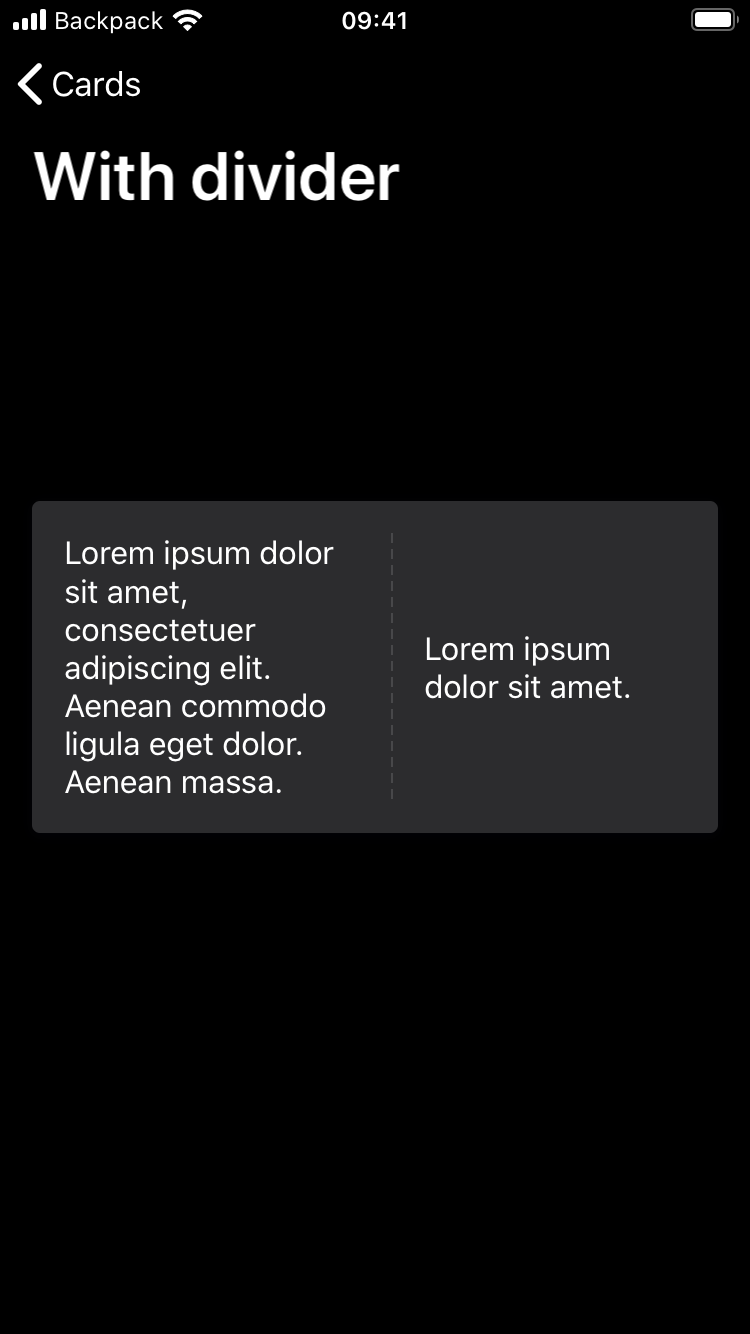 Backpack 09:41
Cards
With divider
Lorem ipsum dolor
sit amet,
consectetuer
adipiscing elit.
Aenean commodo
ligula eget dolor.
Aenean massa.
Lorem ipsum
dolor sit amet.